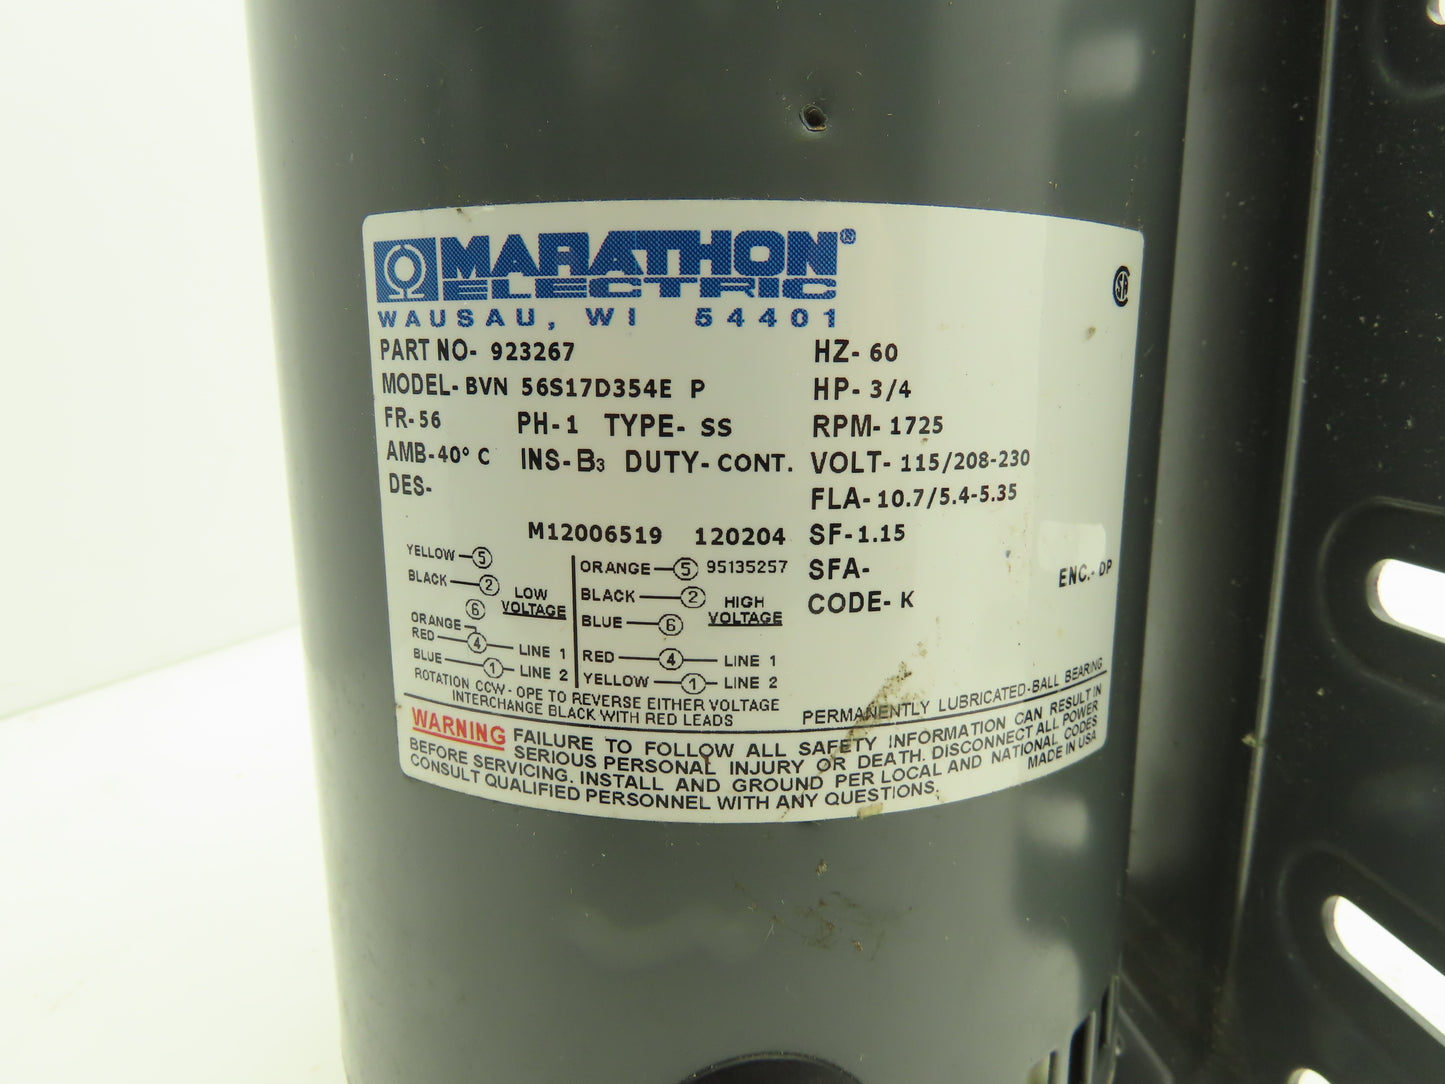 MARATHON®
ELECTRIC
WAUSAU, WI 54401
SA
PART NO- 923267
MODEL- BVN 56S17D354E P
FR-56 PH-1 TYPE- SS
AMB-40° C INS-B3 DUTY-CONT.
DES-
HZ- 60
HP- 3/4
RPM- 1725
VOLT- 115/208-230
FLA- 10.7/5.4-5.35
SF-1.15
SFA-
CODE- K
ENC.- DP
M12006519 120204
YELLOW 5
BLACK 2
6
LOW
VOLTAGE
ORANGE
RED 4 LINE 1
BLUE 1 LINE 2
ORANGE 5 95135257
BLACK 2
BLUE 6
HIGH
VOLTAGE
RED 4 LINE 1
YELLOW 1 LINE 2
ROTATION CCW-OPE TO REVERSE EITHER VOLTAGE
INTERCHANGE BLACK WITH RED LEADS
PERMANENTLY LUBRICATED-BALL BEARING
WARNING FAILURE TO FOLLOW ALL SAFETY INFORMATION CAN RESULT IN
SERIOUS PERSONAL INJURY OR DEATH. DISCONNECT ALL POWER
BEFORE SERVICING. INSTALL AND GROUND PER LOCAL AND NATIONAL CODES
CONSULT QUALIFIED PERSONNEL WITH ANY QUESTIONS.
MADE IN USA